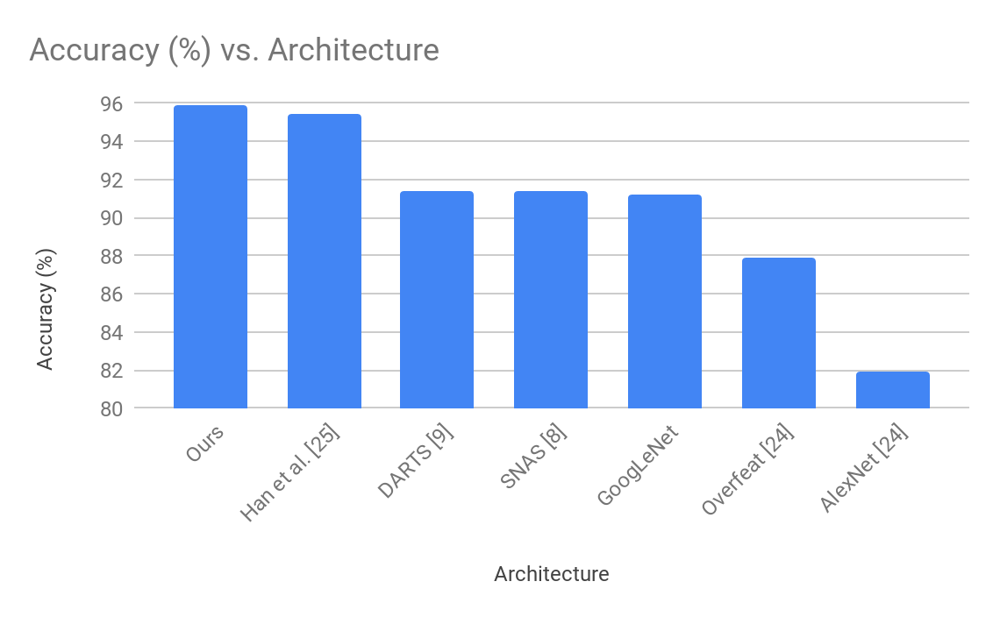 Accuracy (%) vs. Architecture
96
94
92
90
88
86
84
82
80
Accuracy (%)
Ours
Han et al. [25]
DARTS [9]
SNAS [8]
GoogLeNet
Overfeat [24]
AlexNet [24]
Architecture